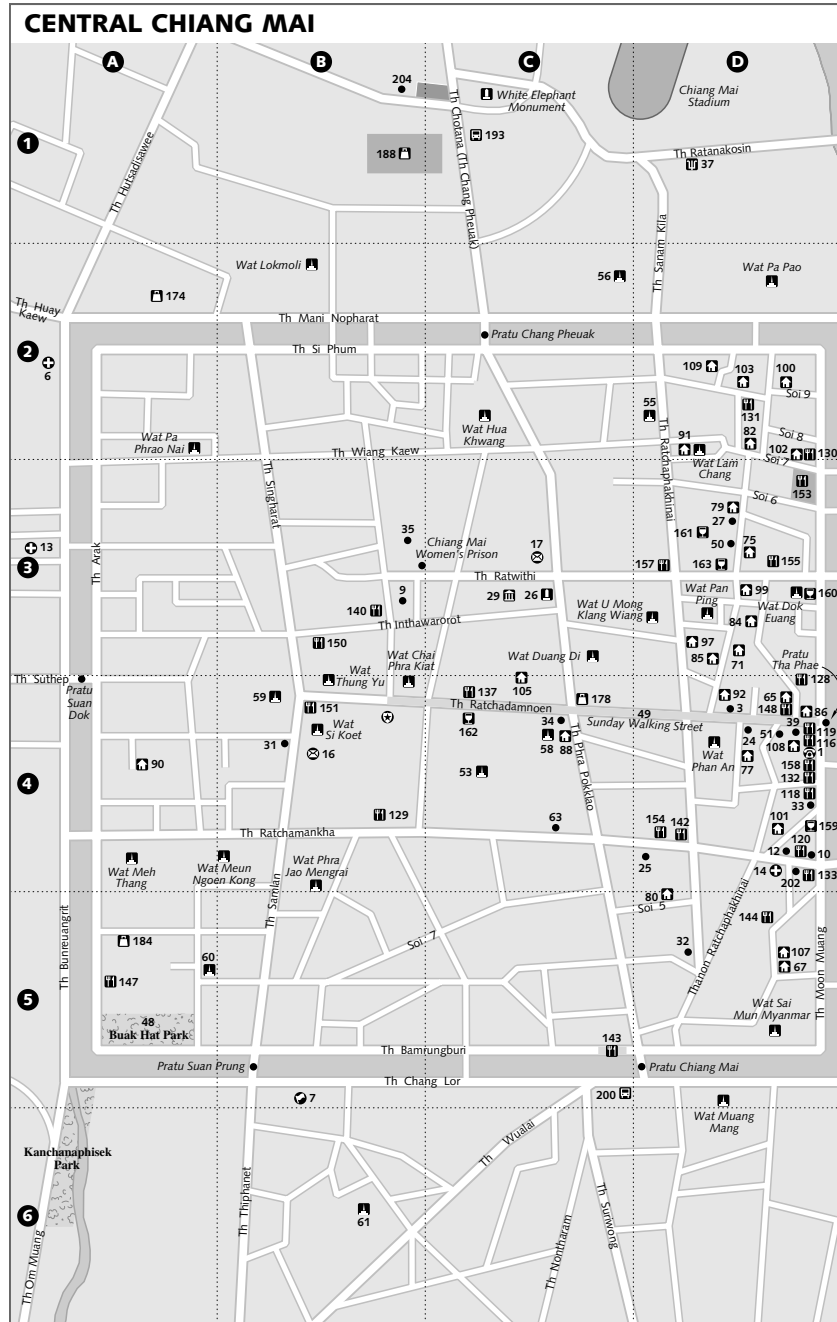 CENTRAL CHIANG MAI
A
B
C
D
204
White Elephant
Monument
Chiang Mai
Stadium
1
Th Hutsadisawee
188
Th Chotana (Th Chang Pheuak)
193
Th Ratanakosin
37
Wat Lokmoli
56
Th Sanam Kila
Wat Pa Pao
174
Th Huay
Kaew
Th Mani Nopharat
Pratu Chang Pheuak
2
6
Th Si Phum
109
103
100
Soi 9
131
55
82
Soi 8
Wat Pa
Phrao Nai
Wat Hua
Khwang
91
102
130
Th Wiang Kaew
Wat Lam
Chang
Soi 7
153
Soi 6
Th Singharat
Th Ratchaphakhinai
79
27
35
Chiang Mai
Women's Prison
17
161
75
50
13
Th Arak
3
157
163
155
Th Ratwithi
9
29
26
Wat U Mong
Klang Wiang
Wat Pan
Ping
99
160
140
Wat Dok
Euang
84
Th Inthawarorot
150
97
85
71
Wat Chai
Phra Kiat
Wat Duang Di
Pratu
Tha Phae
Th Suthep
Wat
Thung Yu
128
Pratu
Suan
Dok
59
137
105
178
92
65
Th Ratchadamnoen
49
3
148
86
151
Sunday Walking Street
Wat
Si Koet
162
34
39
119
31
16
58
88
24
51
116
108
1
Wat
Phan An
77
158
90
53
132
4
Th Phra Pokklao
118
33
129
63
154
142
101
159
Th Ratchamankha
120
12
10
25
14
202
133
Wat Meh
Thang
Wat Meun
Ngoen Kong
Wat Phra
Jao Mengrai
80
Soi 5
Th Bunreuangrit
Th Samlan
Soi 7
144
184
32
Thanon Ratchaphakhinai
Th Moon Muang
60
107
147
67
5
Wat Sai
Mun Myanmar
48
Buak Hat Park
143
Th Bamrungburi
Pratu Suan Prung
Pratu Chiang Mai
Th Chang Lor
7
200
Wat Muang
Mang
Kanchanaphisek
Park
Th Wualai
6
Th Thiphanet
61
Th Nontharam
Th Suriwong
Th Om Muang